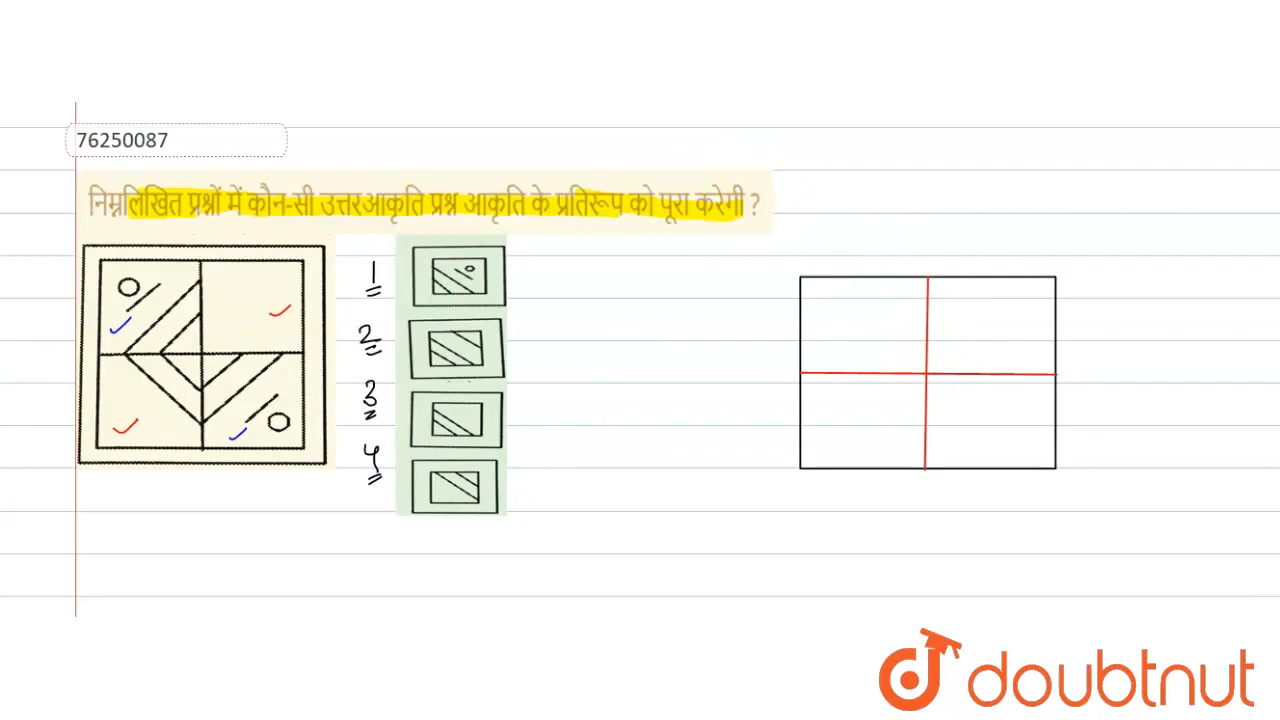 76250087
निम्नलिखित प्रश्नों में कौन-सी उत्तरआकृति प्रश्न आकृति के प्रतिरूप को पूरा करेगी ?
1
2
3
4
doubtnut